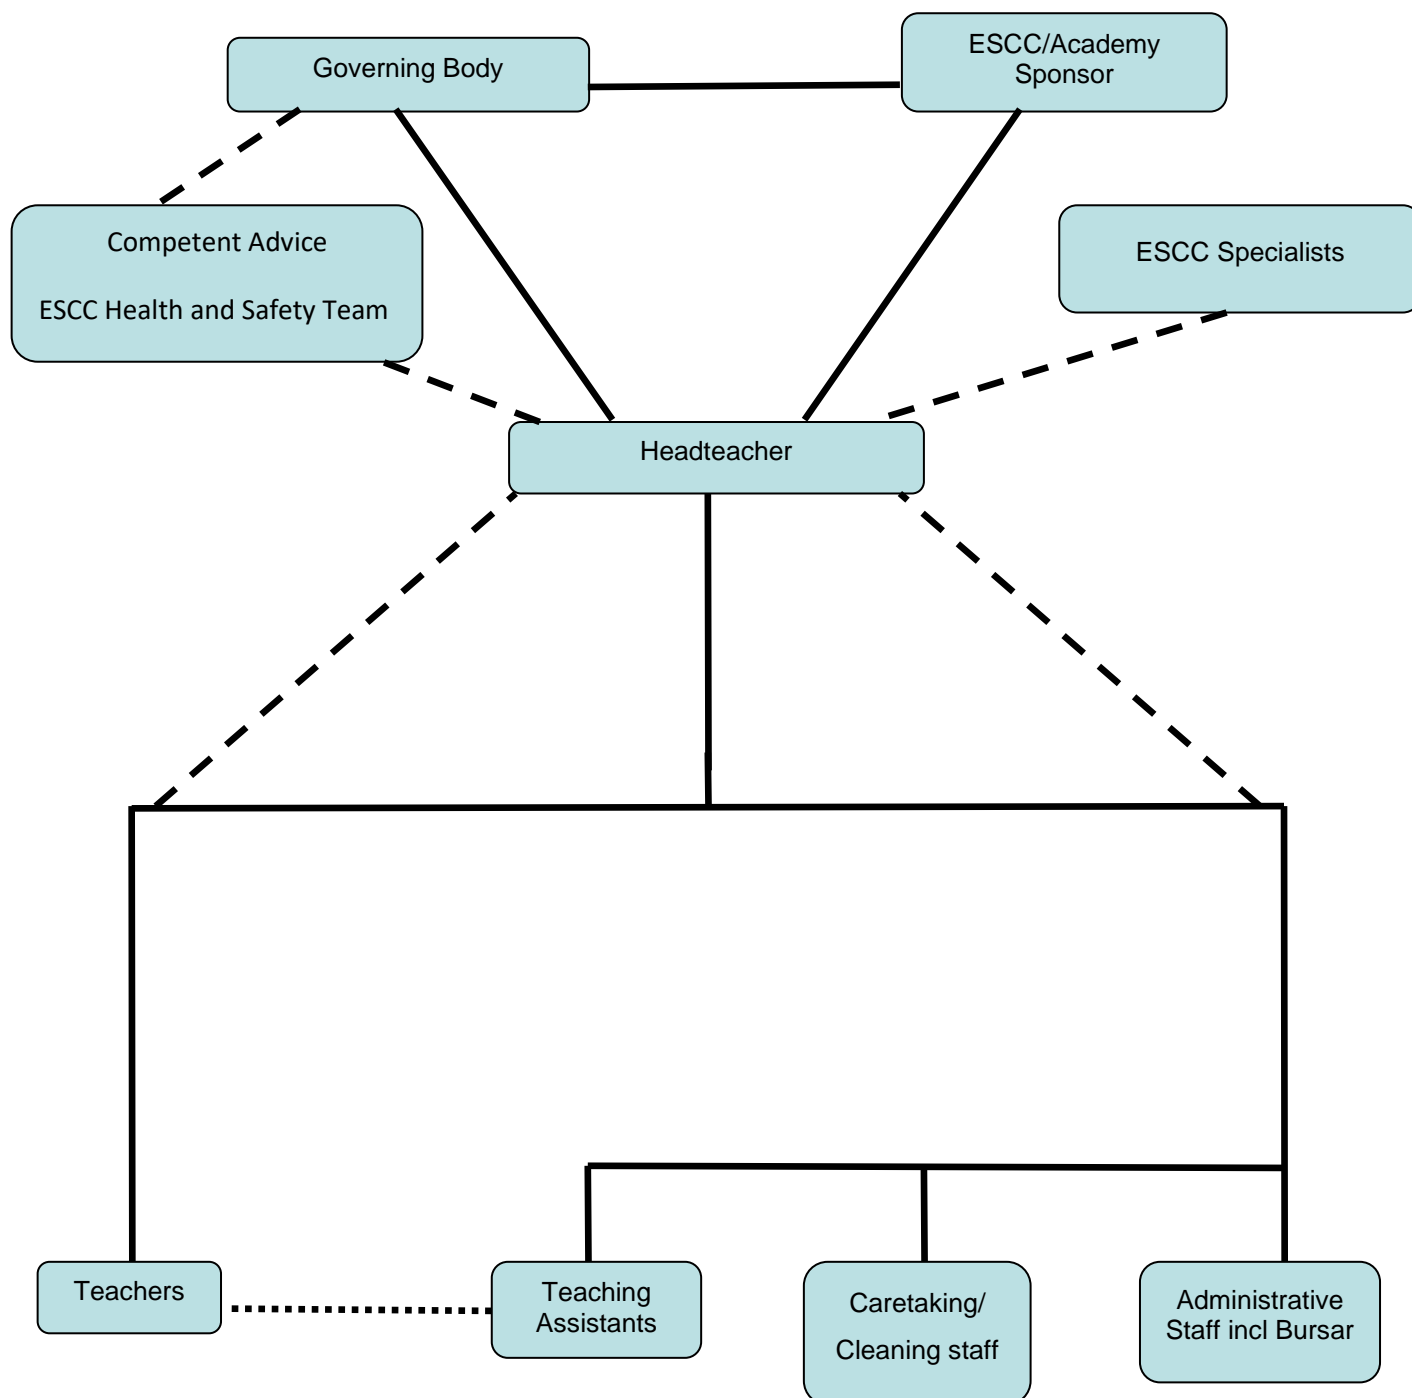 Governing Body
ESCC/Academy
Sponsor
Competent Advice
ESCC Health and Safety Team
ESCC Specialists
Headteacher
Teachers
Teaching
Assistants
Caretaking/
Cleaning staff
Administrative
Staff incl Bursar